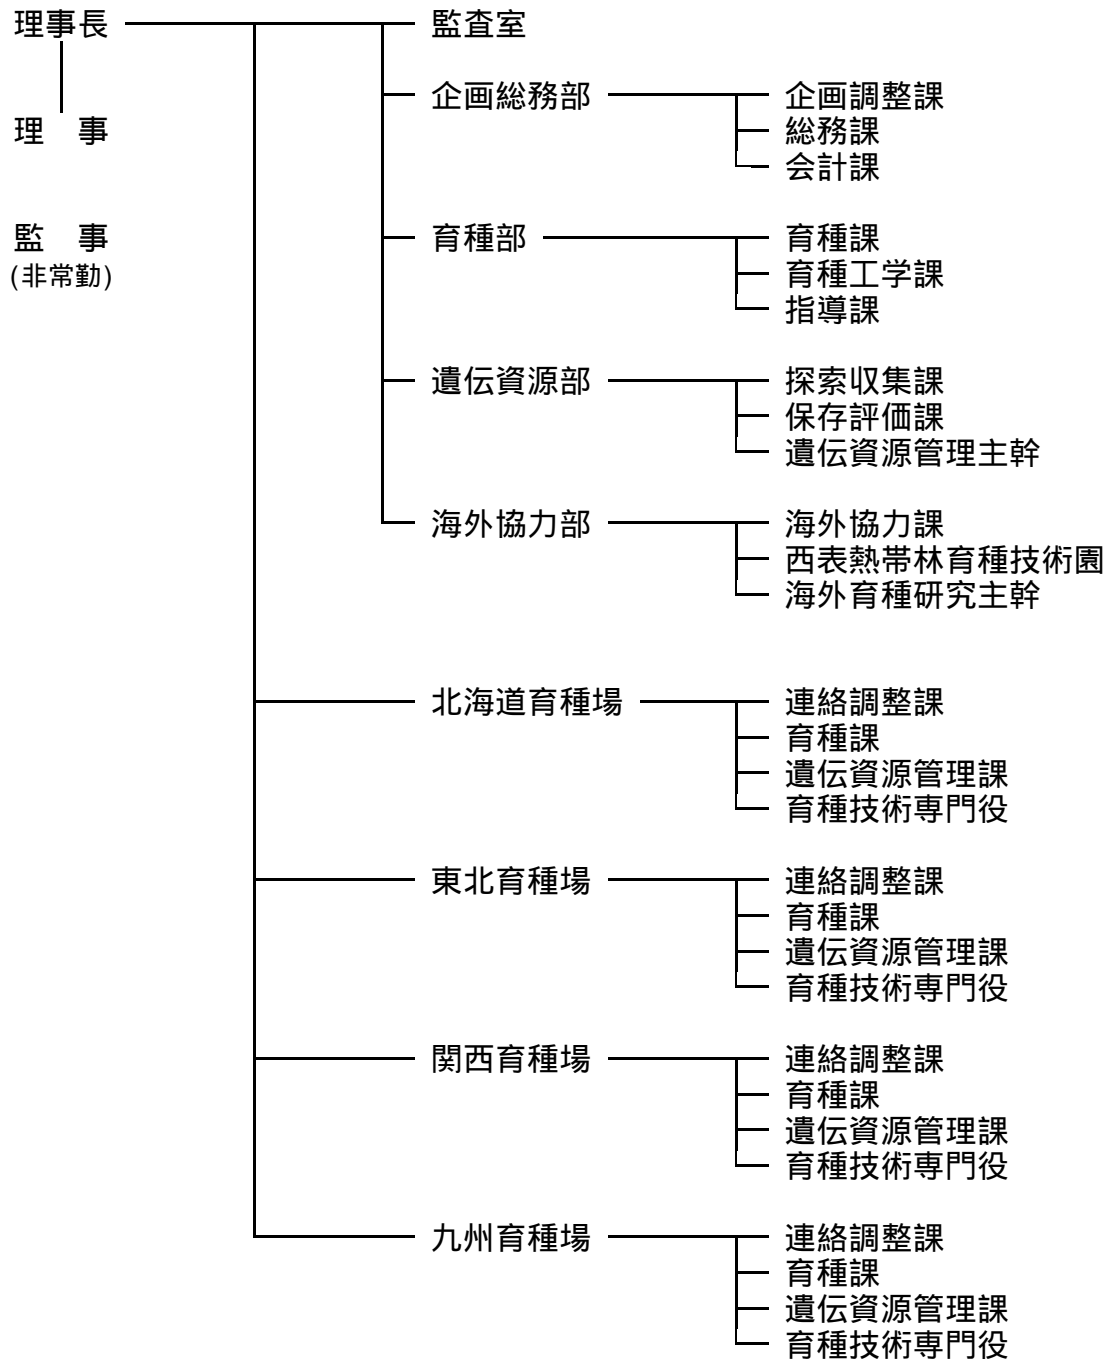 理事長 監査室
企画総務部 企画調整課
理　事 総務課
会計課
監　事 育種部 育種課
(非常勤) 育種工学課
指導課
遺伝資源部 探索収集課
保存評価課
遺伝資源管理主幹
海外協力部 海外協力課
西表熱帯林育種技術園
海外育種研究主幹
北海道育種場 連絡調整課
育種課
遺伝資源管理課
育種技術専門役
東北育種場 連絡調整課
育種課
遺伝資源管理課
育種技術専門役
関西育種場 連絡調整課
育種課
遺伝資源管理課
育種技術専門役
九州育種場 連絡調整課
育種課
遺伝資源管理課
育種技術専門役